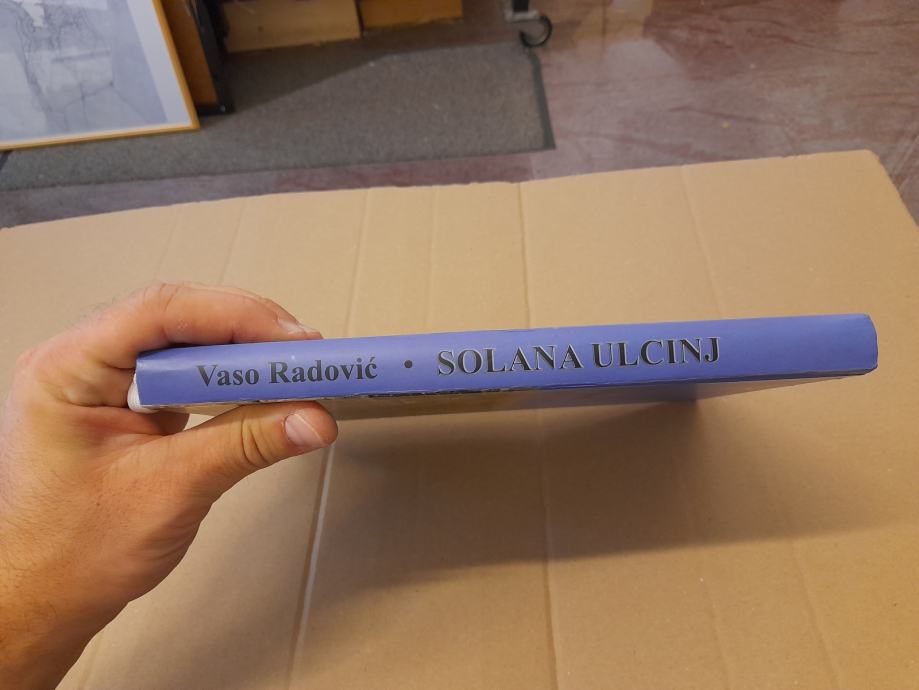 Vaso Radović • SOLANA ULCINJ